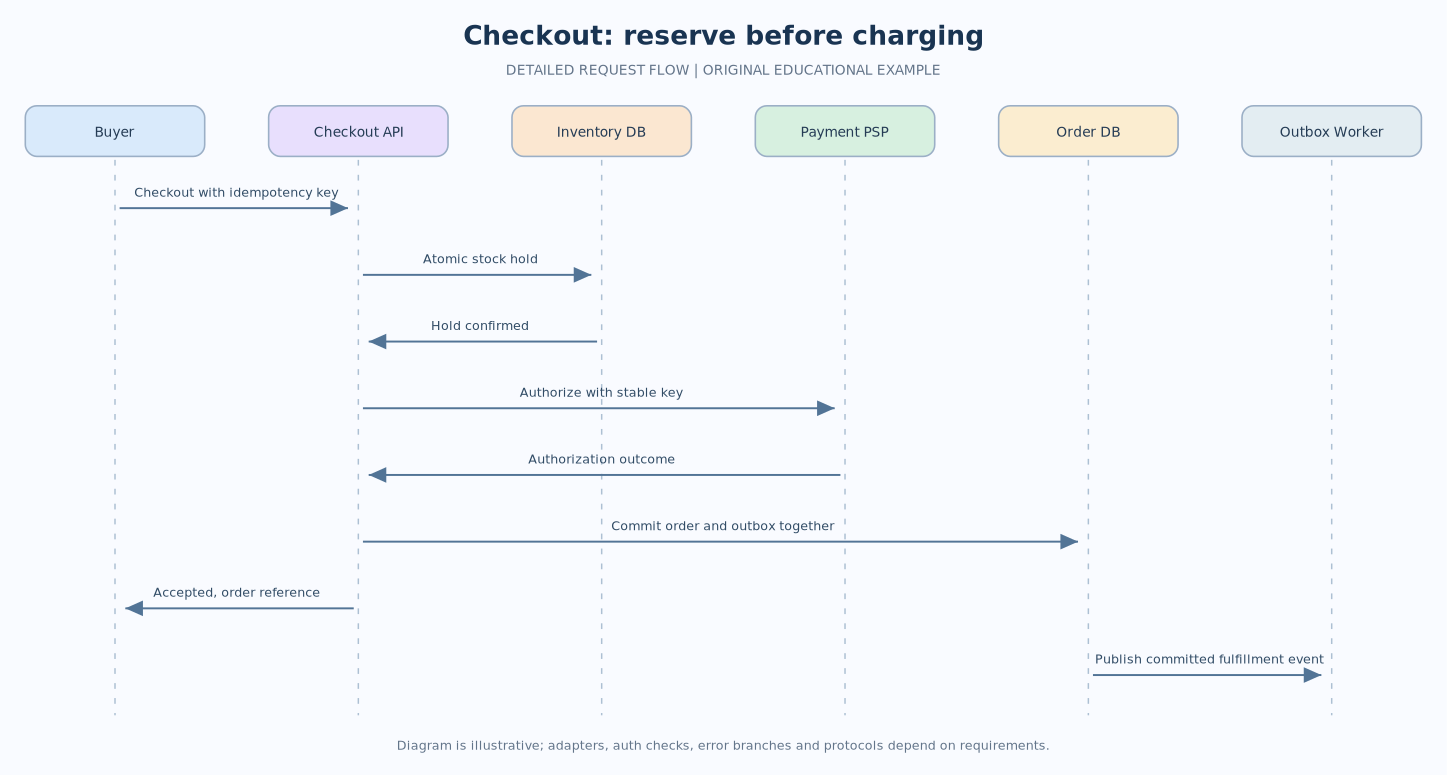 Checkout: reserve before charging
DETAILED REQUEST FLOW | ORIGINAL EDUCATIONAL EXAMPLE
Buyer
Checkout API
Inventory DB
Payment PSP
Order DB
Outbox Worker
Checkout with idempotency key
Atomic stock hold
Hold confirmed
Authorize with stable key
Authorization outcome
Commit order and outbox together
Accepted, order reference
Publish committed fulfillment event
Diagram is illustrative; adapters, auth checks, error branches and protocols depend on requirements.